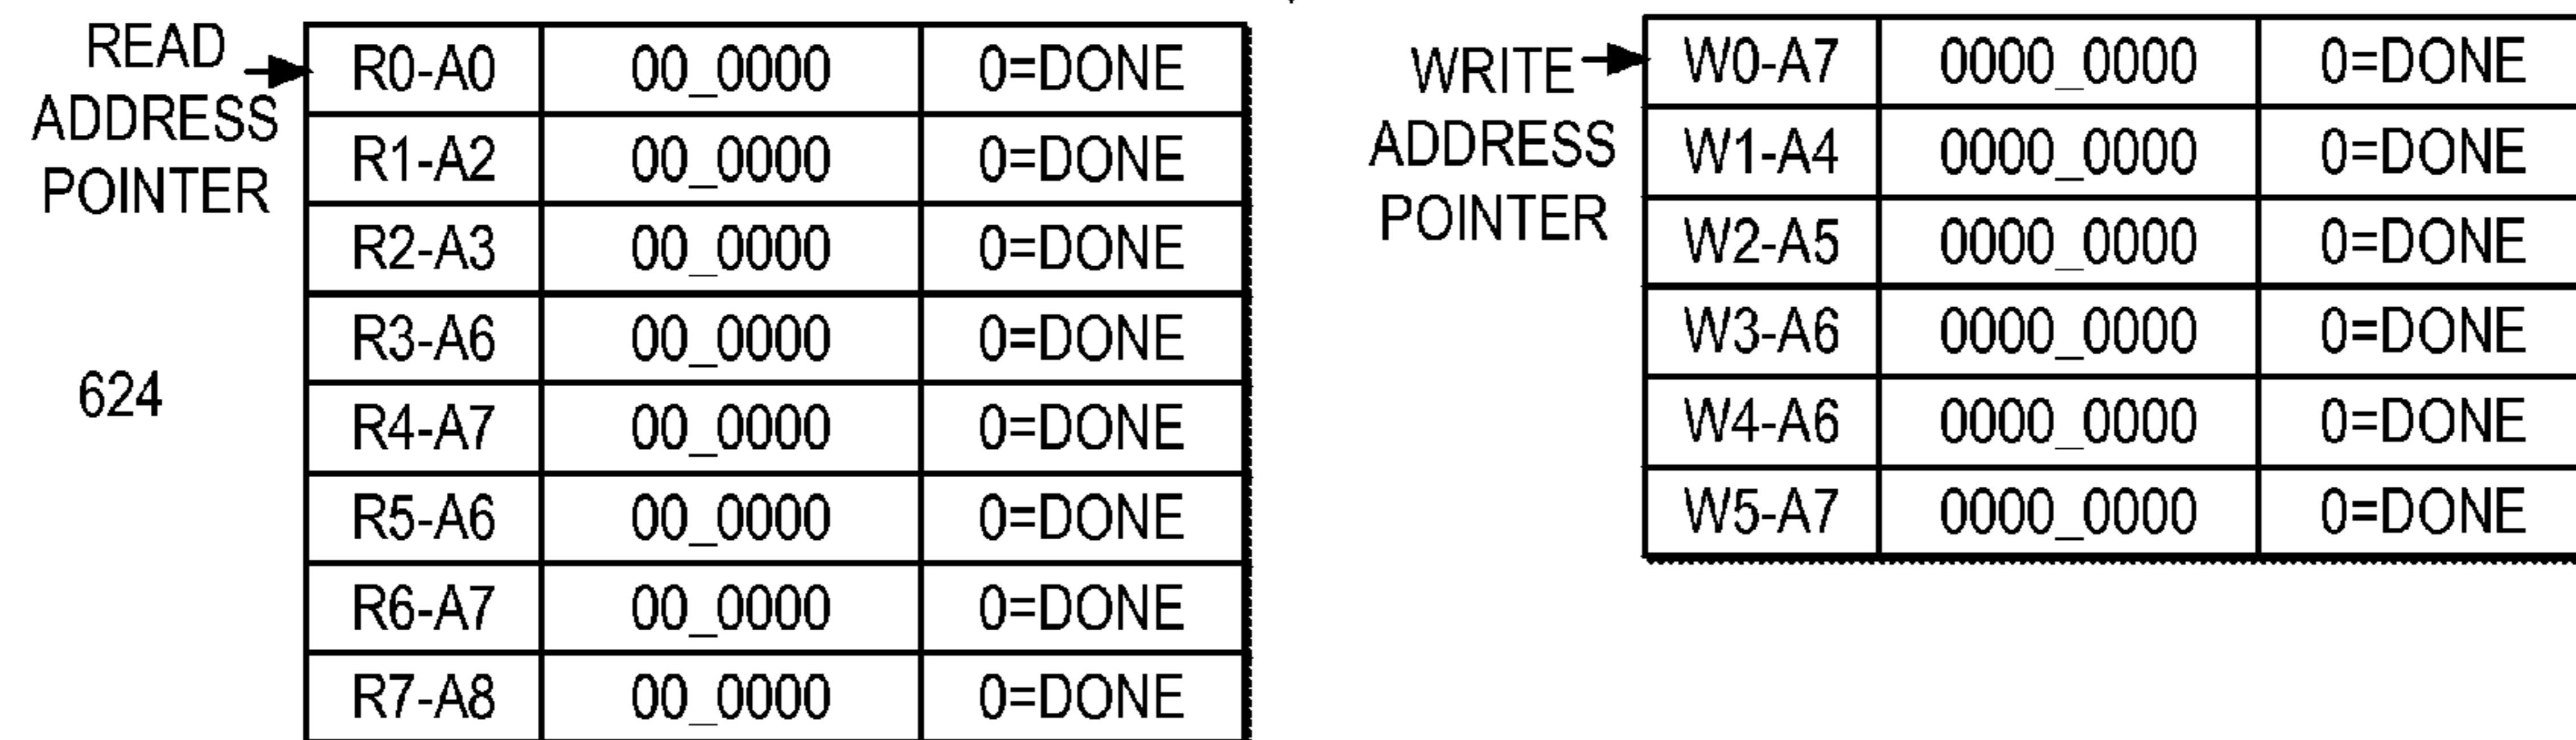 READ
ADDRESS
POINTER
624
R0-A0 00_0000 0=DONE
R1-A2 00_0000 0=DONE
R2-A3 00_0000 0=DONE
R3-A6 00_0000 0=DONE
R4-A7 00_0000 0=DONE
R5-A6 00_0000 0=DONE
R6-A7 00_0000 0=DONE
R7-A8 00_0000 0=DONE
WRITE
ADDRESS
POINTER
W0-A7 0000_0000 0=DONE
W1-A4 0000_0000 0=DONE
W2-A5 0000_0000 0=DONE
W3-A6 0000_0000 0=DONE
W4-A6 0000_0000 0=DONE
W5-A7 0000_0000 0=DONE